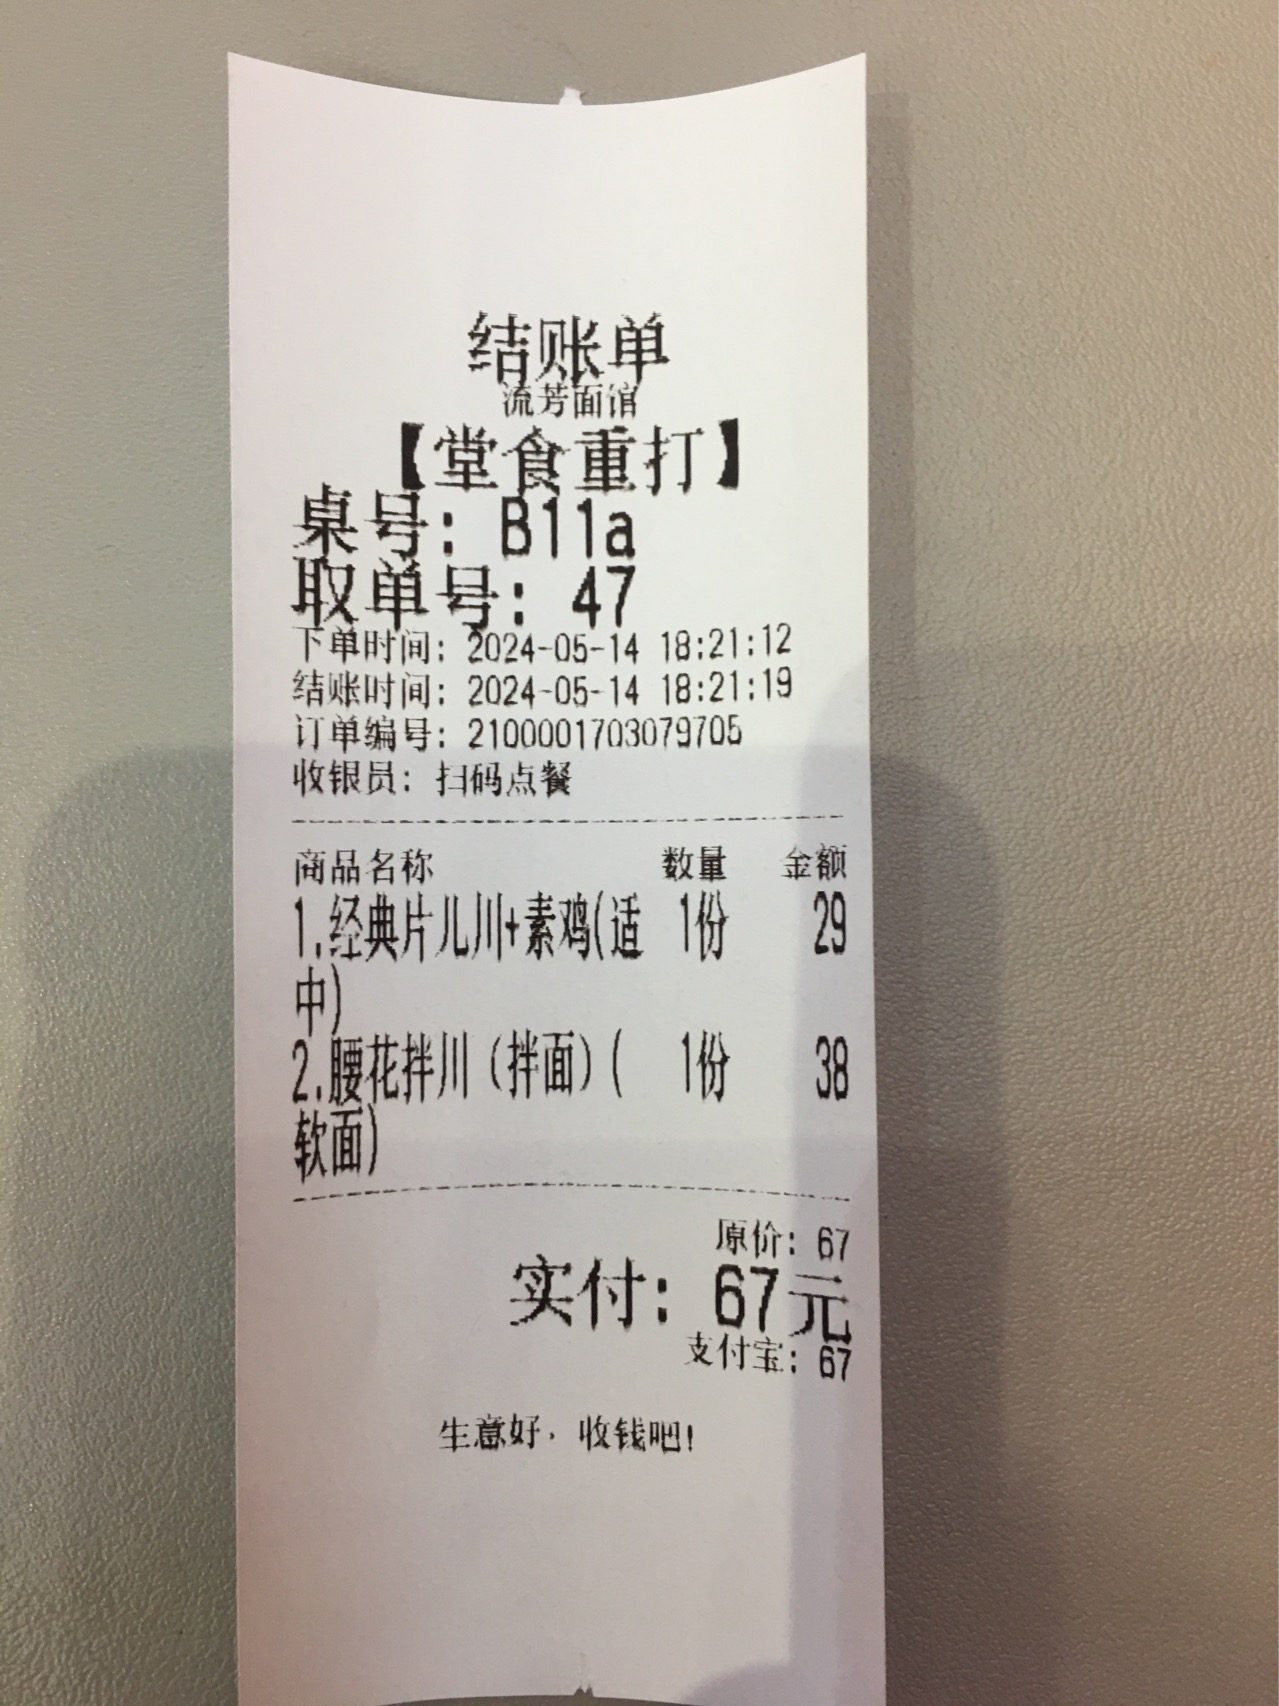 结账单
流芳面馆
【堂食重打】
桌号: B11a
取单号: 47
下单时间: 2024-05-14 18:21:12
结账时间: 2024-05-14 18:21:19
订单编号: 2100001703079705
收银员: 扫码点餐
商品名称 数量 金额
1.经典片儿川+素鸡(适 1份 29
中)
2.腰花拌川（拌面）( 1份 38
软面)
原价: 67
实付: 67元
支付宝: 67
生意好，收钱吧!